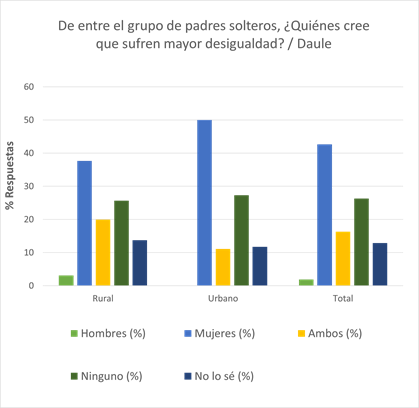 De entre el grupo de padres solteros, ¿Quiénes cree
que sufren mayor desigualdad? / Daule
% Respuestas
60
50
40
30
20
10
0
Rural Urbano Total
Hombres (%) Mujeres (%) Ambos (%)
Ninguno (%) No lo sé (%)